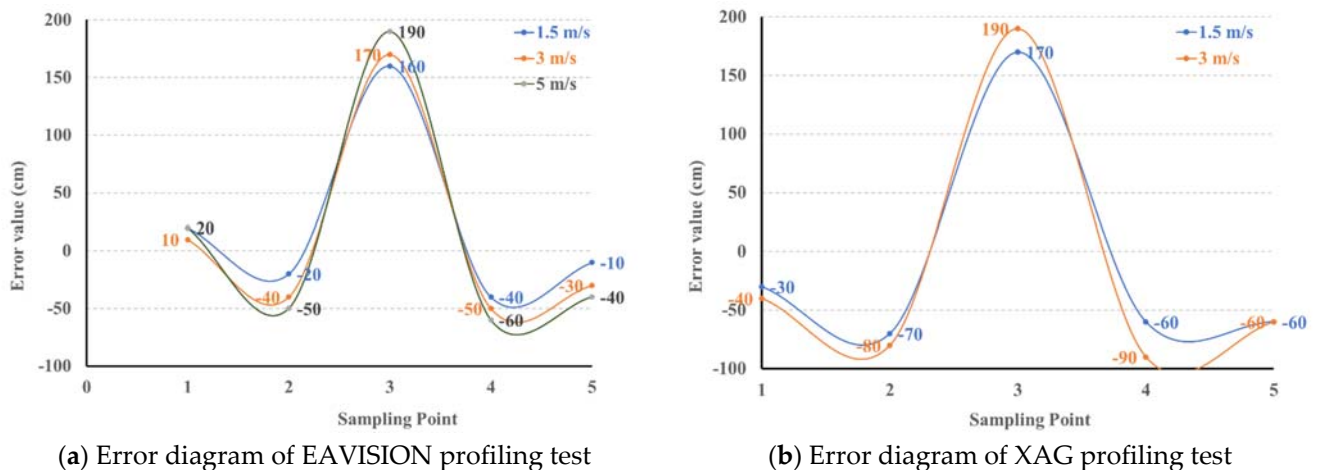 200
150
100
50
0
-50
-100
Error value (cm)
0 1 2 3 4 5
Sampling Point
1.5 m/s
3 m/s
5 m/s
20
10
-20
-40
-50
190
170
160
-40
-50
-60
-10
-30
-40
(a) Error diagram of EAVISION profiling test
200
150
100
50
0
-50
-100
Error value (cm)
1 2 3 4 5
Sampling Point
1.5 m/s
3 m/s
-30
-40
-70
-80
190
170
-60
-90
-60
-60
(b) Error diagram of XAG profiling test